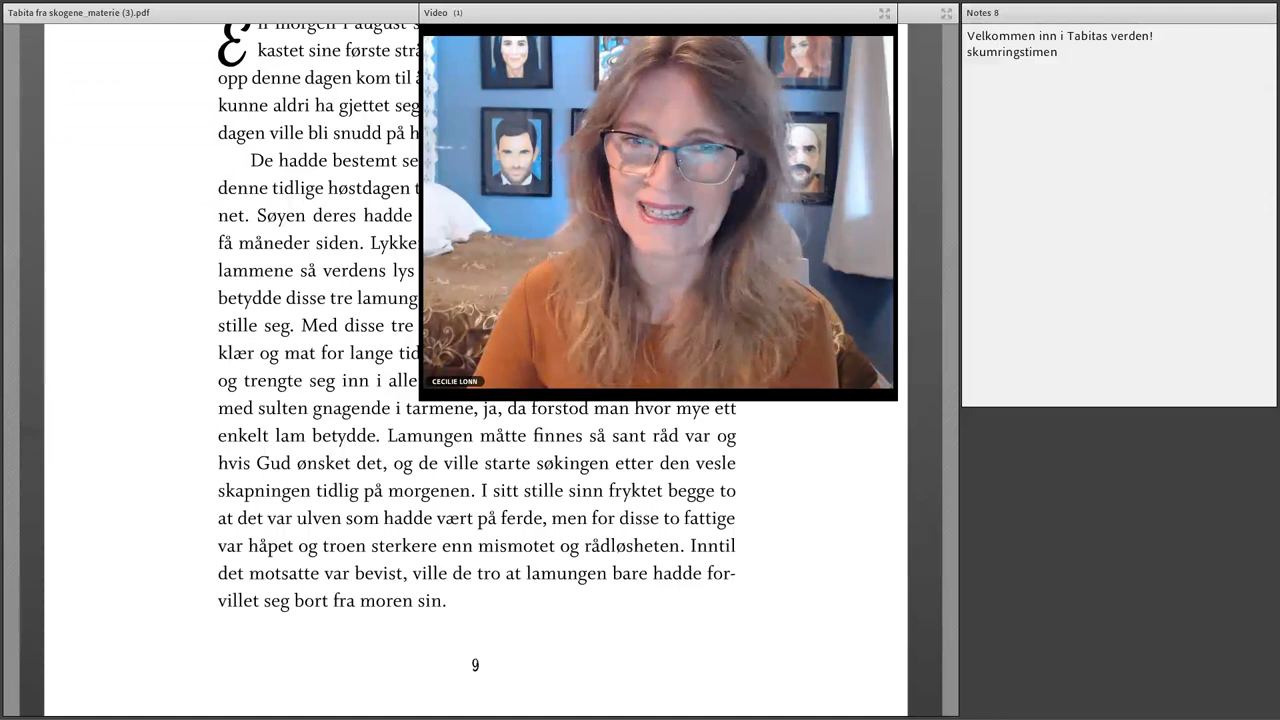 Tabita fra skogene_materie (3).pdf
Video (1)
Notes 8
Velkommen inn i Tabitas verden!
skumringstimen
En morgen i august
kastet sine første
opp denne dagen kom til
kunne aldri ha gjettet seg
dagen ville bli snudd på
De hadde bestemt
denne tidlige høstdagen
net. Søyen deres hadde
få måneder siden. Lykke
lammene så verdens lys
betydde disse tre lamung
stille seg. Med disse tre
klær og mat for lange tid
og trengte seg inn i alle
CECILIE LONN
med sulten gnagende i tarmene, ja, da forstod man hvor mye ett
enkelt lam betydde. Lamungen måtte finnes så sant råd var og
hvis Gud ønsket det, og de ville starte søkingen etter den vesle
skapningen tidlig på morgenen. I sitt stille sinn fryktet begge to
at det var ulven som hadde vært på ferde, men for disse to fattige
var håpet og troen sterkere enn mismotet og rådløsheten. Inntil
det motsatte var bevist, ville de tro at lamungen bare hadde for-
villet seg bort fra moren sin.
9